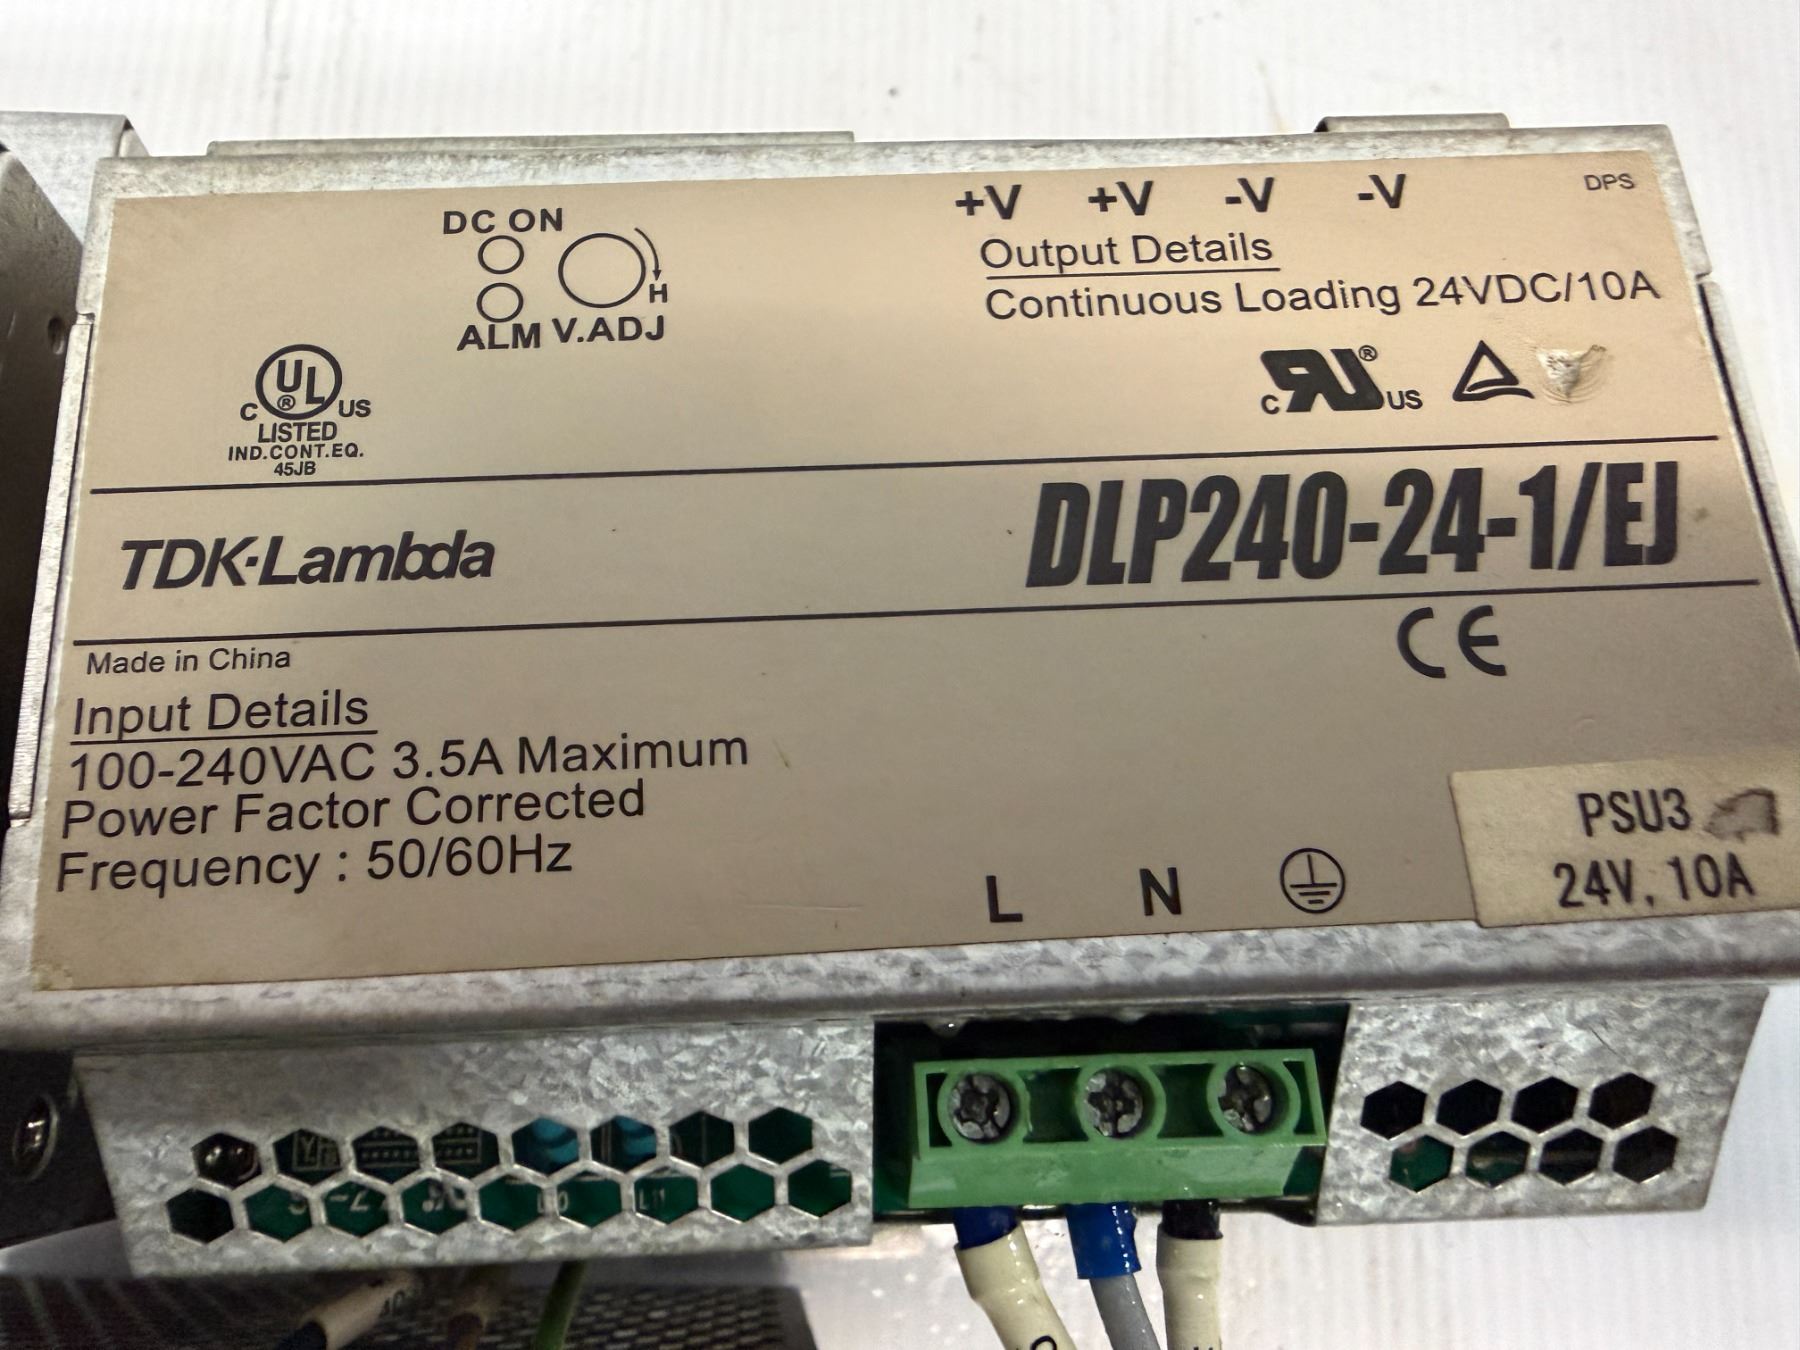 DC ON
H
ALM V.ADJ
+V +V -V -V
DPS
Output Details
Continuous Loading 24VDC/10A
C UL ® US
LISTED
IND.CONT.EQ.
45JB
C RU ® US
TDK-Lambda
DLP240-24-1/EJ
CE
Made in China
Input Details
100-240VAC 3.5A Maximum
Power Factor Corrected
Frequency : 50/60Hz
L N
PSU3
24V, 10A